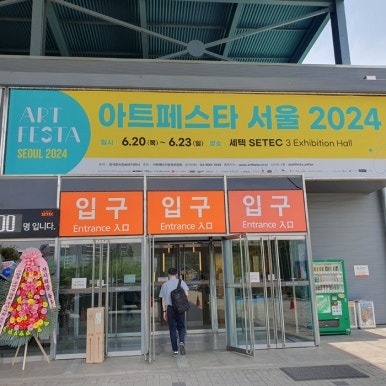 ART
FESTA
SEOUL 2024
아트페스타 서울 2024
일시 6.20(목) ~ 6.23(일) 장소 세텍 SETEC 3 Exhibition Hall
00
SETEC
명 입니다.
입구
Entrance 入口
입구
Entrance 入口
입구
Entrance 入口